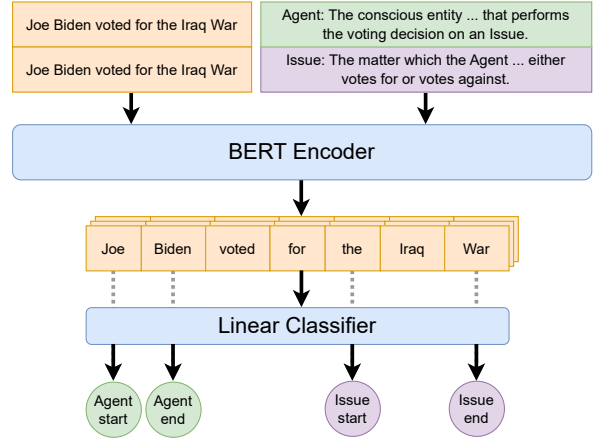 Joe Biden voted for the Iraq War
Joe Biden voted for the Iraq War
Agent: The conscious entity ... that performs
the voting decision on an Issue.
Issue: The matter which the Agent ... either
votes for or votes against.
BERT Encoder
Joe Biden voted for the Iraq War
Linear Classifier
Agent
start
Agent
end
Issue
start
Issue
end